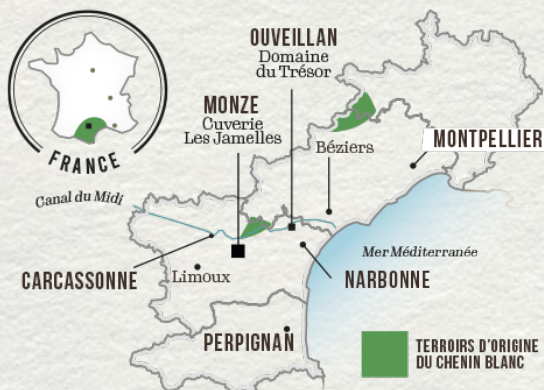 OUVEILLAN
Domaine
du Trésor
MONZE
Cuverie
Les Jamelles
FRANCE
Béziers
MONTPELLIER
Canal du Midi
Mer Méditerranée
CARCASSONNE
Limoux
NARBONNE
PERPIGNAN
TERROIRS D'ORIGINE
DU CHENIN BLANC